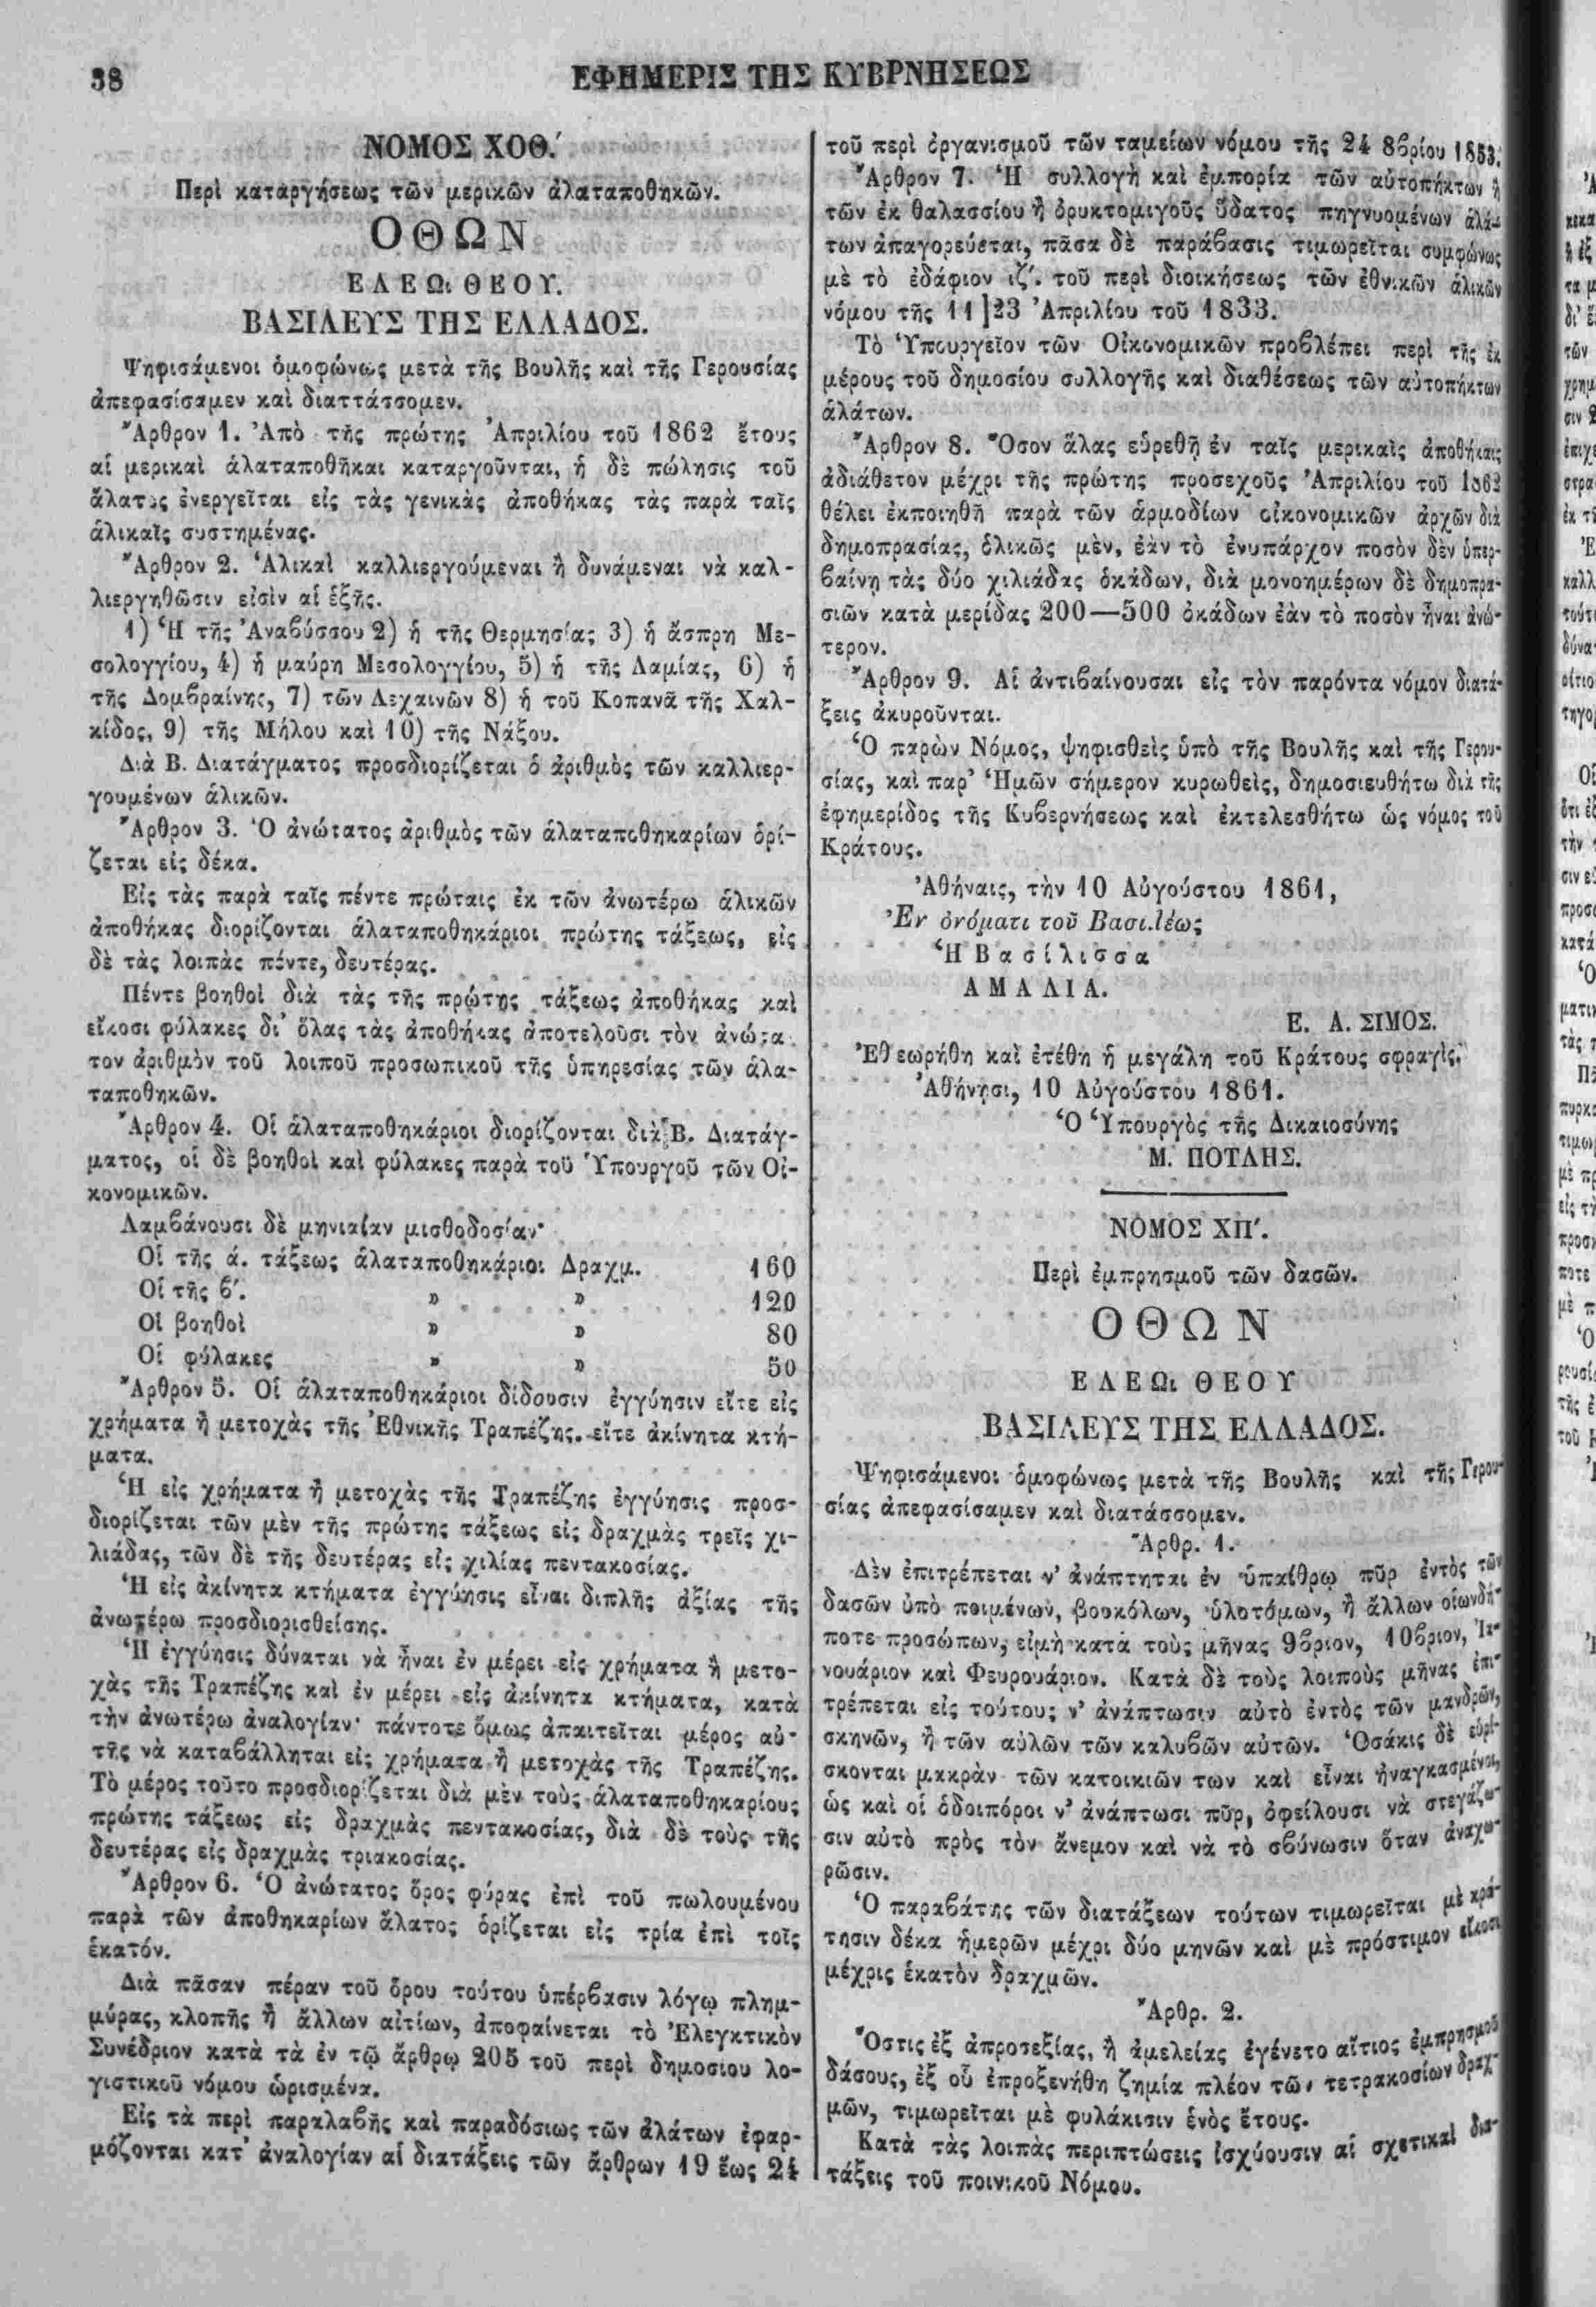 38
ΕΦΗΜΕΡΙΣ ΤΗΣ ΚΥΒΡΝΗΣΕΩΣ
ΝΟΜΟΣ ΧΟΘ.΄
Περὶ καταργήσεως τῶν μερικῶν ἁλαταποθηκῶν.
ΟΘΩΝ
ΕΛΕΩι ΘΕΟΥ.
ΒΑΣΙΛΕΥΣ ΤΗΣ ΕΛΛΑΔΟΣ.
Ψηφισάμενοι ὁμοφώνως μετὰ τῆς Βουλῆς καὶ τῆς Γερουσίας
ἀπεφασίσαμεν καὶ διαττάσσομεν.
Ἄρθρον 1. Ἀπὸ τῆς πρώτης Ἀπριλίου τοῦ 1862 ἔτους
αἱ μερικαὶ ἁλαταποθῆκαι καταργοῦνται, ἡ δὲ πώλησις τοῦ
ἅλατος ἐνεργεῖται εἰς τὰς γενικὰς ἀποθήκας τὰς παρὰ ταῖς
ἁλικαῖς συστημένας.
Ἄρθρον 2. Ἁλικαὶ καλλιεργούμεναι ἢ δυνάμεναι νὰ καλ-
λιεργηθῶσιν εἰσὶν αἱ ἑξῆς.
1) Ἡ τῆς Ἀναβύσσου 2) ἡ τῆς Θερμησίας 3) ἡ ἄσπρη Με-
σολογγίου, 4) ἡ μαύρη Μεσολογγίου, 5) ἡ τῆς Λαμίας, 6) ἡ
τῆς Δομβραίνης, 7) τῶν Λεχαινῶν 8) ἡ τοῦ Κοπανᾶ τῆς Χαλ-
κίδος, 9) τῆς Μήλου καὶ 10) τῆς Νάξου.
Διὰ Β. Διατάγματος προσδιορίζεται ὁ ἀριθμὸς τῶν καλλιερ-
γουμένων ἁλικῶν.
Ἄρθρον 3. Ὁ ἀνώτατος ἀριθμὸς τῶν ἁλαταποθηκαρίων ὁρί-
ζεται εἰς δέκα.
Εἰς τὰς παρὰ ταῖς πέντε πρώταις ἐκ τῶν ἀνωτέρω ἁλικῶν
ἀποθήκας διορίζονται ἁλαταποθηκάριοι πρώτης τάξεως, εἰς
δὲ τὰς λοιπὰς πέντε, δευτέρας.
Πέντε βοηθοὶ διὰ τὰς τῆς πρώτης τάξεως ἀποθήκας καὶ
εἴκοσι φύλακες δι' ὅλας τὰς ἀποθήκας ἀποτελοῦσι τὸν ἀνώτα
τον ἀριθμὸν τοῦ λοιποῦ προσωπικοῦ τῆς ὑπηρεσίας τῶν ἁλα-
ταποθηκῶν.
Ἄρθρον 4. Οἱ ἁλαταποθηκάριοι διορίζονται διὰ Β. Διατάγ-
ματος, οἱ δὲ βοηθοὶ καὶ φύλακες παρὰ τοῦ Ὑπουργοῦ τῶν Οἰ-
κονομικῶν.
Λαμβάνουσι δὲ μηνιαίαν μισθοδοσίαν·
Οἱ τῆς ά. τάξεως ἁλαταποθηκάριοι Δραχμ. 160
Οἱ τῆς β΄. » » 120
Οἱ βοηθοὶ » » 80
Οἱ φύλακες » » 50
Ἄρθρον 5. Οἱ ἁλαταποθηκάριοι δίδουσιν ἐγγύησιν εἴτε εἰς
χρήματα ἢ μετοχὰς τῆς Ἐθνικῆς Τραπέζης. εἴτε ἀκίνητα κτή-
ματα.
Ἡ εἰς χρήματα ἢ μετοχὰς τῆς Τραπέζης ἐγγύησις προσ-
διορίζεται τῶν μὲν τῆς πρώτης τάξεως εἰς δραχμὰς τρεῖς χι-
λιάδας, τῶν δὲ τῆς δευτέρας εἰς χιλίας πεντακοσίας.
Ἡ εἰς ἀκίνητα κτήματα ἐγγύησις εἶναι διπλῆς ἀξίας τῆς
ἀνωτέρω προσδιορισθείσης.
Ἡ ἐγγύησις δύναται νὰ ἦναι ἐν μέρει εἰς χρήματα ἢ μετο-
χὰς τῆς Τραπέζης καὶ ἐν μέρει εἰς ἀκίνητα κτήματα, κατὰ
τὴν ἀνωτέρω ἀναλογίαν· πάντοτε ὅμως ἀπαιτεῖται μέρος αὐ-
τῆς νὰ καταβάλληται εἰς χρήματα ἢ μετοχὰς τῆς Τραπέζης.
Τὸ μέρος τοῦτο προσδιορίζεται διὰ μὲν τοὺς ἁλαταποθηκαρίους
πρώτης τάξεως εἰς δραχμὰς πεντακοσίας, διὰ δὲ τοὺς τῆς
δευτέρας εἰς δραχμὰς τριακοσίας.
Ἄρθρον 6. Ὁ ἀνώτατος ὅρος φύρας ἐπὶ τοῦ πωλουμένου
παρὰ τῶν ἀποθηκαρίων ἅλατος ὁρίζεται εἰς τρία ἐπὶ τοῖς
ἑκατόν.
Διὰ πᾶσαν πέραν τοῦ ὅρου τούτου ὑπέρβασιν λόγῳ πλημ-
μύρας, κλοπῆς ἢ ἄλλων αἰτίων, ἀποφαίνεται τὸ Ἐλεγκτικὸν
Συνέδριον κατὰ τὰ ἐν τῷ ἄρθρῳ 205 τοῦ περὶ δημοσίου λο-
γιστικοῦ νόμου ὡρισμένα.
Εἰς τὰ περὶ παραλαβῆς καὶ παραδόσιως τῶν ἁλάτων ἐφαρ-
μόζονται κατ' ἀναλογίαν αἱ διατάξεις τῶν ἄρθρων 19 ἕως 24
τοῦ περὶ ὀργανισμοῦ τῶν ταμείων νόμου τῆς 24 8βρίου 1853.
Ἄρθρον 7. Ἡ συλλογὴ καὶ ἐμπορία τῶν αὐτοπήκτων ἢ
τῶν ἐκ θαλασσίου ἢ ὀρυκτομιγοῦς ὕδατος πηγνυομένων ἁλά-
των ἀπαγορεύεται, πᾶσα δὲ παράβασις τιμωρεῖται συμφώνως
μὲ τὸ ἐδάφιον ιζ΄. τοῦ περὶ διοικήσεως τῶν ἐθνικῶν ἁλικῶν
νόμου τῆς 11]23 Ἀπριλίου τοῦ 1833.
Τὸ Ὑπουργεῖον τῶν Οἰκονομικῶν προβλέπει περὶ τῆς ἐκ
μέρους τοῦ δημοσίου συλλογῆς καὶ διαθέσεως τῶν αὐτοπήκτων
ἁλάτων.
Ἄρθρον 8. Ὅσον ἅλας εὑρεθῇ ἐν ταῖς μερικαῖς ἀποθήκαις
ἀδιάθετον μέχρι τῆς πρώτης προσεχοῦς Ἀπριλίου τοῦ 1862
θέλει ἐκποιηθῆ παρὰ τῶν ἁρμοδίων οἰκονομικῶν ἀρχῶν διὰ
δημοπρασίας, ὁλικῶς μὲν, ἐὰν τὸ ἐνυπάρχον ποσὸν δὲν ὑπερ-
βαίνῃ τὰς δύο χιλιάδας ὀκάδων, διὰ μονοημέρων δὲ δημοπρα-
σιῶν κατὰ μερίδας 200—500 ὀκάδων ἐὰν τὸ ποσὸν ἦναι ἀνώ-
τερον.
Ἄρθρον 9. Αἱ ἀντιβαίνουσαι εἰς τὸν παρόντα νόμον διατά-
ξεις ἀκυροῦνται.
Ὁ παρὼν Νόμος, ψηφισθεὶς ὑπὸ τῆς Βουλῆς καὶ τῆς Γερου-
σίας, καὶ παρ' Ἡμῶν σήμερον κυρωθεὶς, δημοσιευθήτω διὰ τῆς
ἐφημερίδος τῆς Κυβερνήσεως καὶ ἐκτελεσθήτω ὡς νόμος τοῦ
Κράτους.
Ἀθήναις, τὴν 10 Αὐγούστου 1861,
Ἐν ὀνόματι τοῦ Βασιλέως
Ἡ Βασίλισσα
ΑΜΑΛΙΑ.
Ε. Α. ΣΙΜΟΣ.
Ἐθεωρήθη καὶ ἐτέθη ἡ μεγάλη τοῦ Κράτους σφραγίς.
Ἀθήνῃσι, 10 Αὐγούστου 1861.
Ὁ Ὑπουργὸς τῆς Δικαιοσύνης
Μ. ΠΟΤΛΗΣ.
ΝΟΜΟΣ ΧΠ΄.
Περὶ ἐμπρησμοῦ τῶν δασῶν.
ΟΘΩΝ
ΕΛΕΩι ΘΕΟΥ
ΒΑΣΙΛΕΥΣ ΤΗΣ ΕΛΛΑΔΟΣ.
Ψηφισάμενοι ὁμοφώνως μετὰ τῆς Βουλῆς καὶ τῆς Γερου-
σίας ἀπεφασίσαμεν καὶ διατάσσομεν.
Ἄρθρ. 1.
Δὲν ἐπιτρέπεται ν' ἀνάπτηται ἐν ὑπαίθρῳ πῦρ ἐντὸς τῶν
δασῶν ὑπὸ ποιμένων, βουκόλων, ὑλοτόμων, ἢ ἄλλων οἱωνδή-
ποτε προσώπων, εἰμὴ κατὰ τοὺς μῆνας 9βριον, 10βριον, Ἰα-
νουάριον καὶ Φευρουάριον. Κατὰ δὲ τοὺς λοιποὺς μῆνας ἐπι-
τρέπεται εἰς τούτους ν' ἀνάπτωσιν αὐτὸ ἐντὸς τῶν μανδρῶν,
σκηνῶν, ἢ τῶν αὐλῶν τῶν καλυβῶν αὐτῶν. Ὁσάκις δὲ εὑρί-
σκονται μακρὰν τῶν κατοικιῶν των καὶ εἶναι ἠναγκασμένοι,
ὡς καὶ οἱ ὁδοιπόροι ν' ἀνάπτωσι πῦρ, ὀφείλουσι νὰ στεγάζω-
σιν αὐτὸ πρὸς τὸν ἄνεμον καὶ νὰ τὸ σβύνωσιν ὅταν ἀναχω-
ρῶσιν.
Ὁ παραβάτης τῶν διατάξεων τούτων τιμωρεῖται μὲ κρά-
τησιν δέκα ἡμερῶν μέχρι δύο μηνῶν καὶ μὲ πρόστιμον εἴκοσι
μέχρις ἑκατὸν δραχμῶν.
Ἄρθρ. 2.
Ὅστις ἐξ ἀπροσεξίας, ἢ ἀμελείας ἐγένετο αἴτιος ἐμπρησμοῦ
δάσους, ἐξ οὗ ἐπροξενήθη ζημία πλέον τῶν τετρακοσίων δραχ-
μῶν, τιμωρεῖται μὲ φυλάκισιν ἑνὸς ἔτους.
Κατὰ τὰς λοιπὰς περιπτώσεις ἰσχύουσιν αἱ σχετικαὶ δια-
τάξεις τοῦ ποινικοῦ Νόμου.